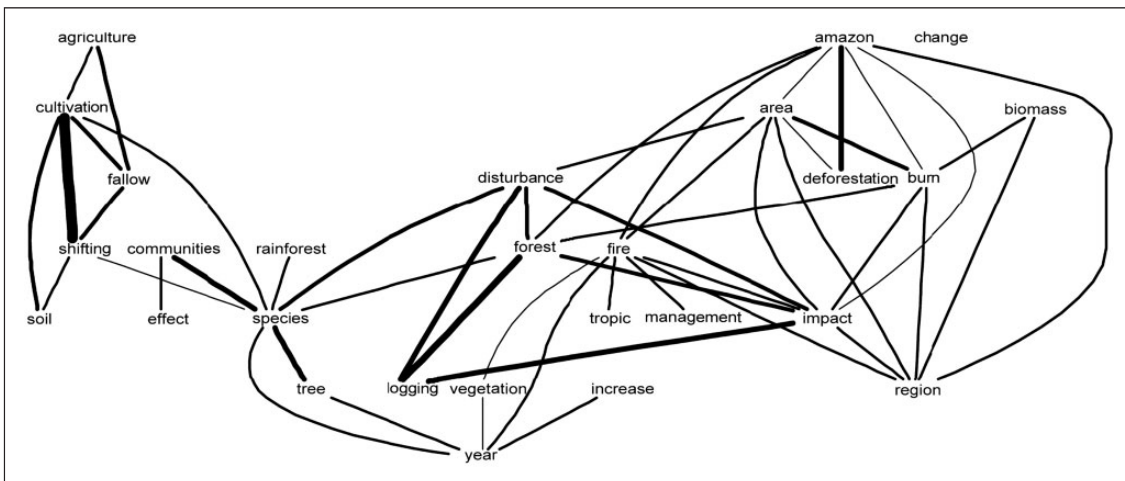 agriculture amazon change
cultivation area biomass
fallow disturbance deforestation burn
shifting communities rainforest forest fire
soil effect species tropic management impact
tree logging vegetation increase region
year